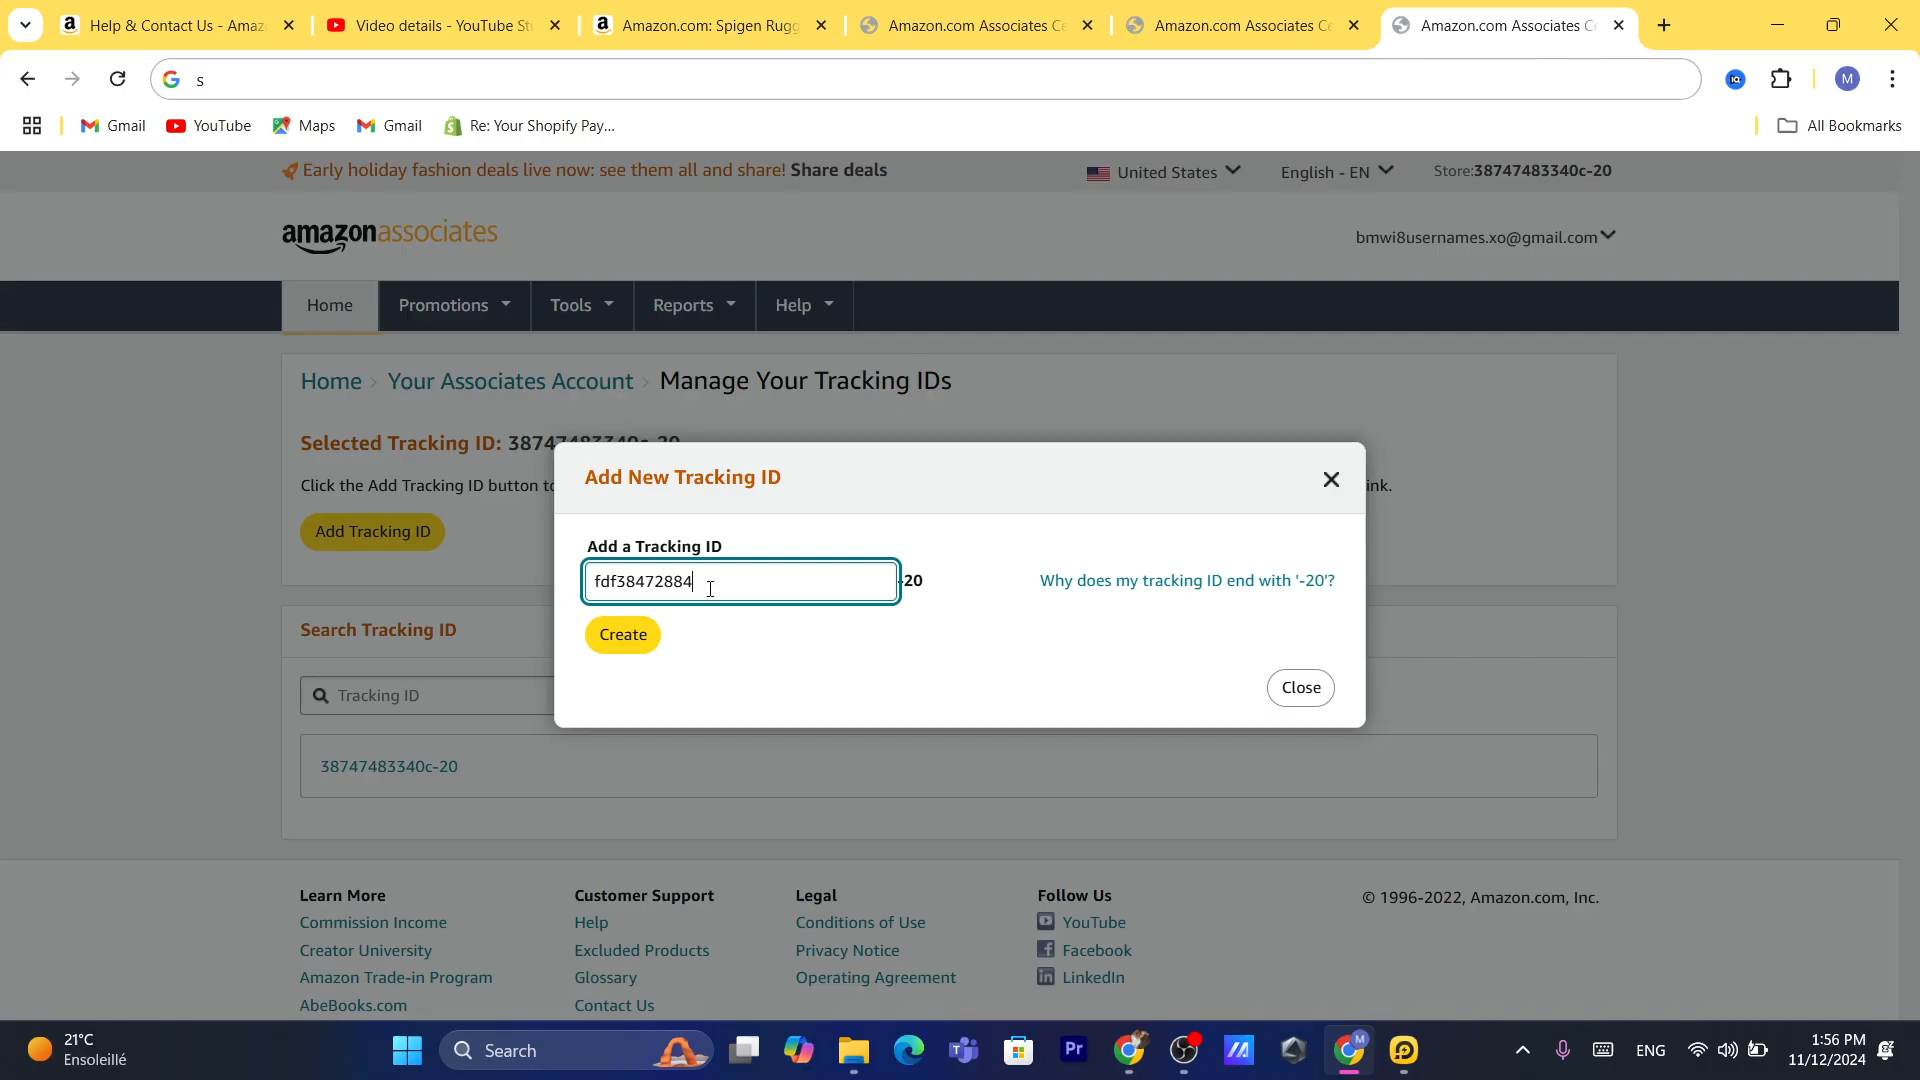 Help & Contact Us - Amaz
Video details - YouTube St
Amazon.com: Spigen Rugg
Amazon.com Associates Ce
Amazon.com Associates Ce
Amazon.com Associates Ce
s
Gmail
YouTube
Maps
Gmail
Re: Your Shopify Pay...
All Bookmarks
M
Early holiday fashion deals live now: see them all and share! Share deals
United States
English - EN
Store:38747483340c-20
amazonassociates
bmwi8usernames.xo@gmail.com
Home
Promotions
Tools
Reports
Help
Home › Your Associates Account › Manage Your Tracking IDs
Selected Tracking ID: 38747483340c-20
Click the Add Tracking ID button to
ink.
Add Tracking ID
Add New Tracking ID
Add a Tracking ID
fdf38472884
-20
Why does my tracking ID end with '-20'?
Create
Close
Search Tracking ID
Tracking ID
38747483340c-20
Learn More
Commission Income
Creator University
Amazon Trade-in Program
AbeBooks.com
Customer Support
Help
Excluded Products
Glossary
Contact Us
Legal
Conditions of Use
Privacy Notice
Operating Agreement
Follow Us
YouTube
Facebook
LinkedIn
© 1996-2022, Amazon.com, Inc.
21°C
Ensoleillé
Search
Pr
M
ENG
1:56 PM
11/12/2024